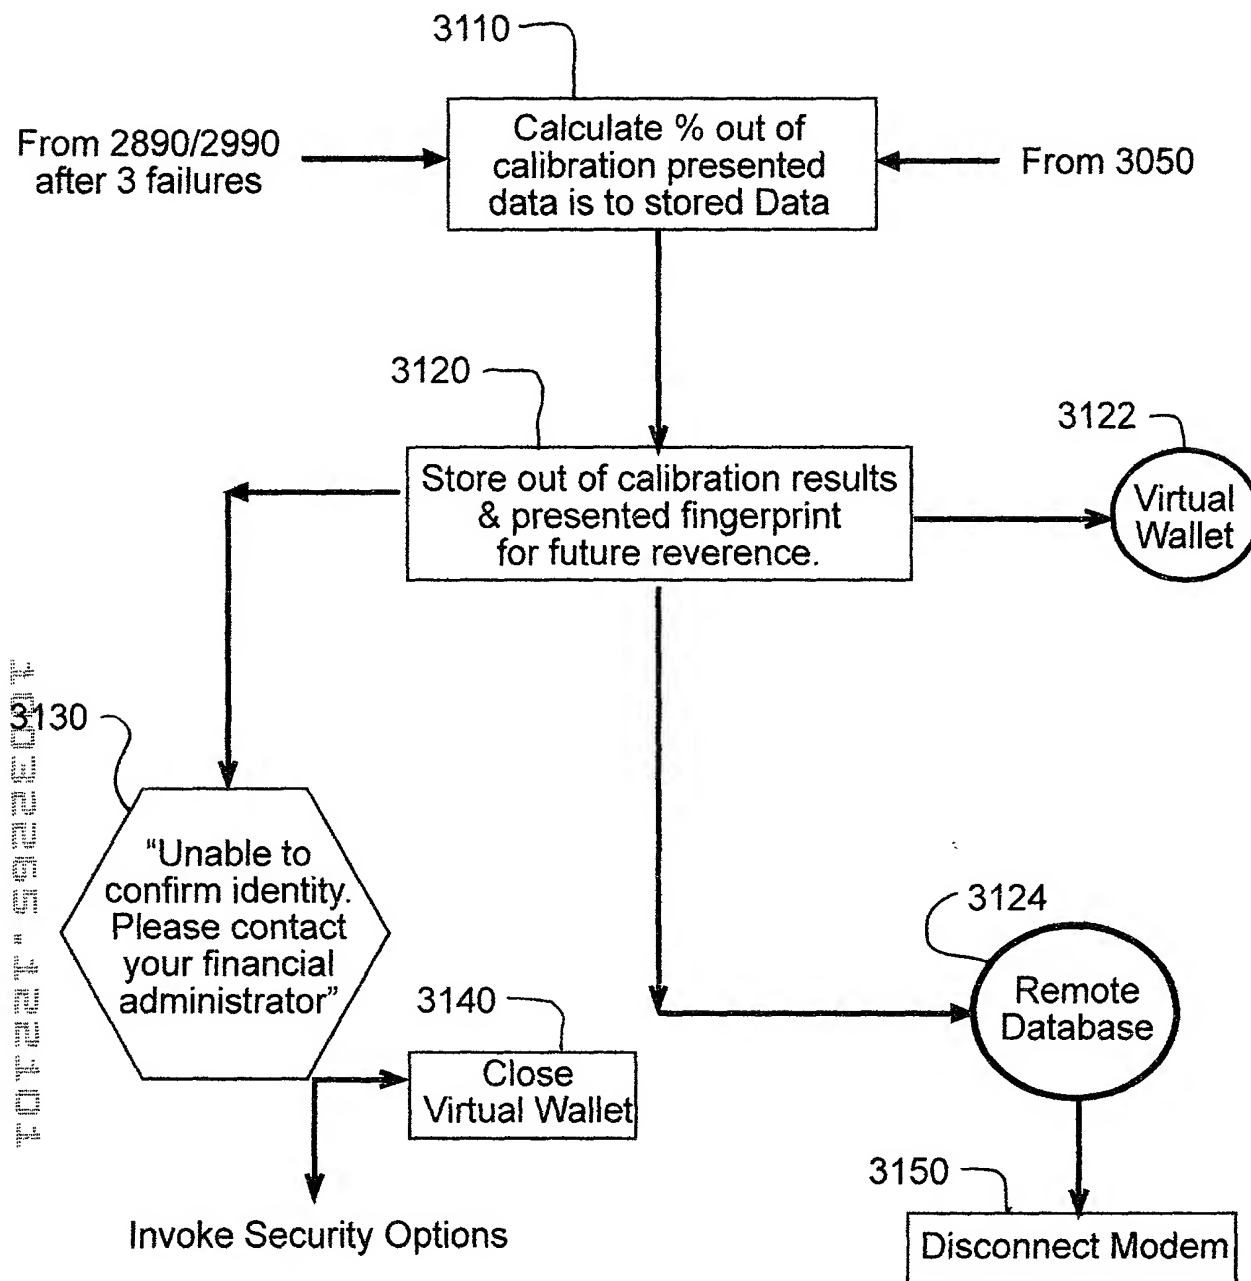 3110
From 2890/2990
after 3 failures
Calculate % out of
calibration presented
data is to stored Data
From 3050
3120
3122
Store out of calibration results
& presented fingerprint
for future reverence.
Virtual
Wallet
3130
“Unable to
confirm identity.
Please contact
your financial
administrator”
3124
Remote
Database
3140
Close
Virtual Wallet
3150
Invoke Security Options
Disconnect Modem
10032265.122101